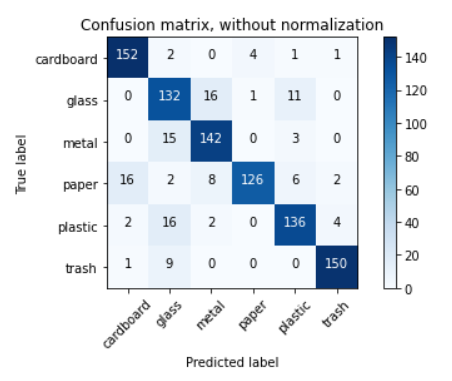 Confusion matrix, without normalization
cardboard 152 2 0 4 1 1
glass 0 132 16 1 11 0
metal 0 15 142 0 3 0
paper 16 2 8 126 6 2
plastic 2 16 2 0 136 4
trash 1 9 0 0 0 150
True label
cardboard glass metal paper plastic trash
Predicted label
140
120
100
80
60
40
20
0